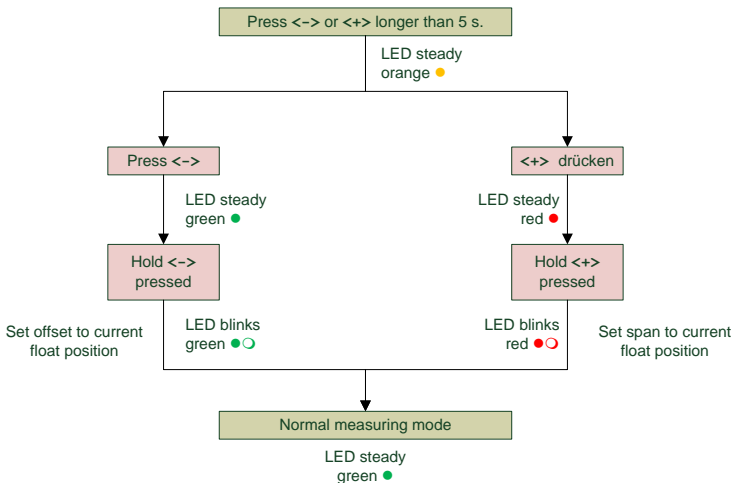 Press <-> or <+> longer than 5 s.
LED steady
orange
Press <->
<+> drücken
LED steady
green
LED steady
red
Hold <->
pressed
Hold <+>
pressed
Set offset to current
float position
LED blinks
green
LED blinks
red
Set span to current
float position
Normal measuring mode
LED steady
green